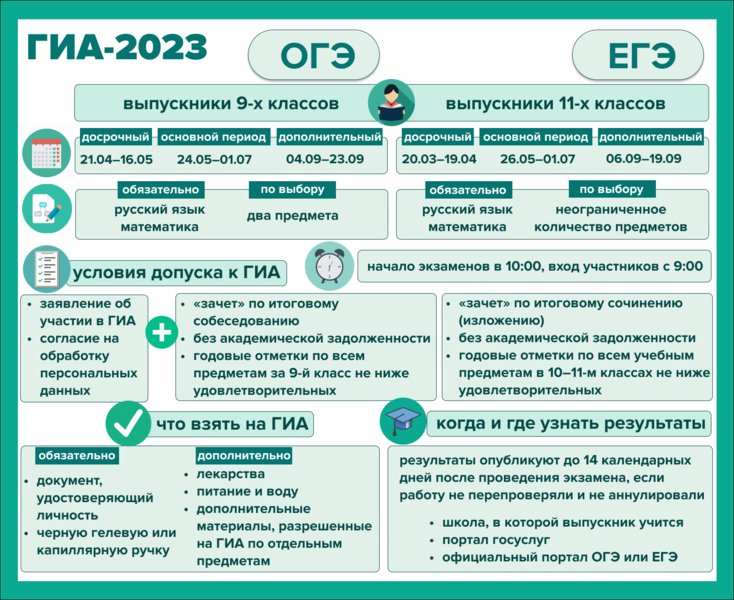 ГИА-2023
ОГЭ
ЕГЭ
выпускники 9-х классов
выпускники 11-х классов
досрочный
основной период
дополнительный
21.04–16.05
24.05–01.07
04.09–23.09
досрочный
основной период
дополнительный
20.03–19.04
26.05–01.07
06.09–19.09
обязательно
по выбору
русский язык
математика
два предмета
обязательно
по выбору
русский язык
математика
неограниченное
количество предметов
условия допуска к ГИА
начало экзаменов в 10:00, вход участников с 9:00
• заявление об
участии в ГИА
• согласие на
обработку
персональных
данных
• «зачет» по итоговому
собеседованию
• без академической задолженности
• годовые отметки по всем
предметам за 9-й класс не ниже
удовлетворительных
• «зачет» по итоговому сочинению
(изложению)
• без академической задолженности
• годовые отметки по всем учебным
предметам в 10–11-м классах не ниже
удовлетворительных
что взять на ГИА
обязательно
• документ,
удостоверяющий
личность
• черную гелевую или
капиллярную ручку
дополнительно
• лекарства
• питание и воду
• дополнительные
материалы, разрешенные
на ГИА по отдельным
предметам
когда и где узнать результаты
результаты опубликуют до 14 календарных
дней после проведения экзамена, если
работу не перепроверяли и не аннулировали
• школа, в которой выпускник учится
• портал госуслуг
• официальный портал ОГЭ или ЕГЭ